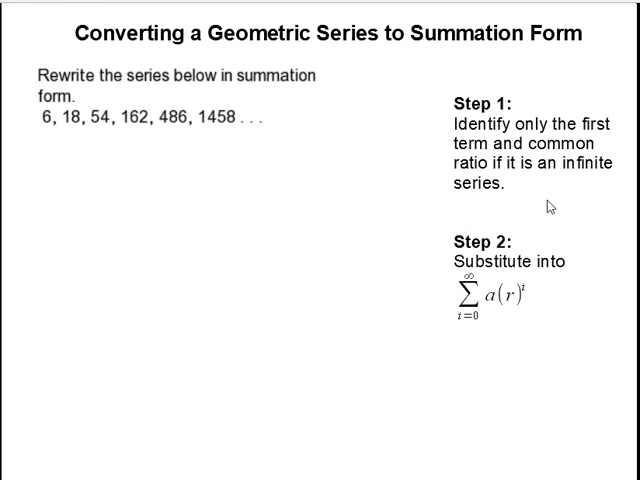 Converting a Geometric Series to Summation Form
Rewrite the series below in summation
form.
6, 18, 54, 162, 486, 1458 . . .
Step 1:
Identify only the first
term and common
ratio if it is an infinite
series.
Step 2:
Substitute into
∞
∑ a(r)^i
i=0